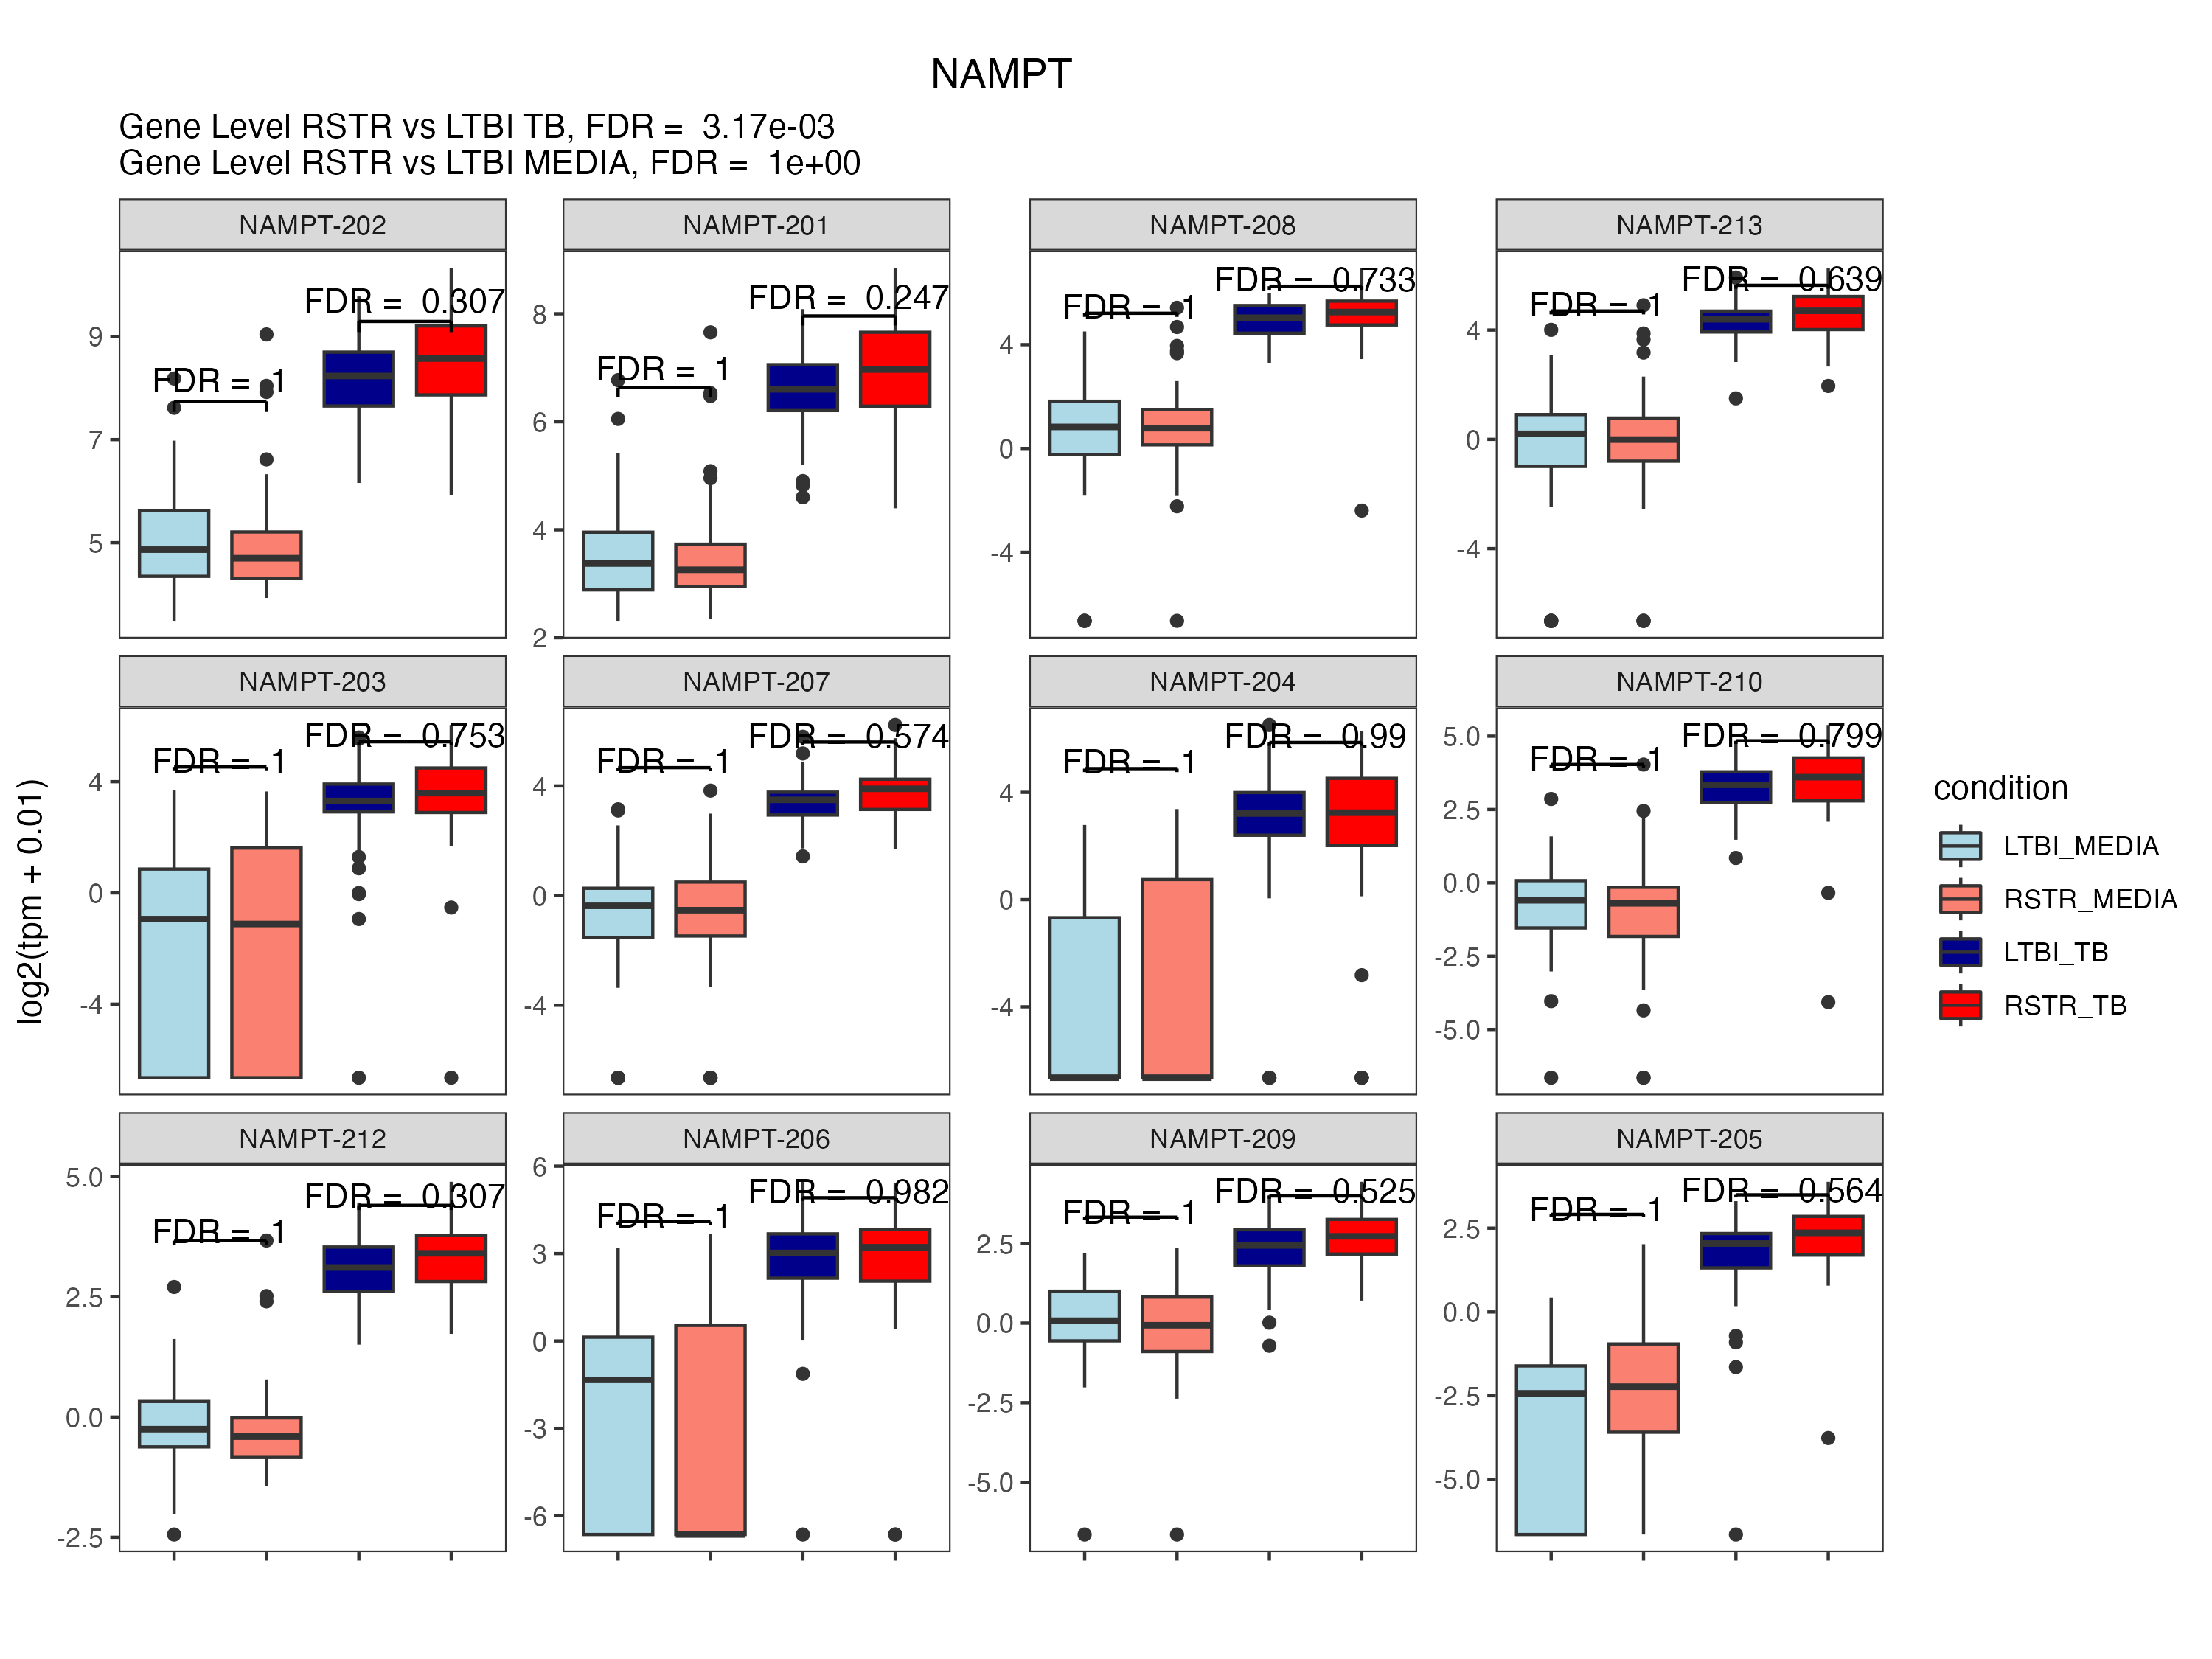 NAMPT
Gene Level RSTR vs LTBI TB, FDR =  3.17e-03
Gene Level RSTR vs LTBI MEDIA, FDR =  1e+00
NAMPT-202
NAMPT-201
NAMPT-208
NAMPT-213
FDR =  1
FDR =  0.307
9
7
5
FDR =  1
FDR =  0.247
8
6
4
2
FDR =  1
FDR =  0.733
4
0
-4
FDR =  1
FDR =  0.639
4
0
-4
NAMPT-203
NAMPT-207
NAMPT-204
NAMPT-210
FDR =  1
FDR =  0.753
4
0
-4
FDR =  1
FDR =  0.574
4
0
-4
FDR =  1
FDR =  0.99
4
0
-4
FDR =  1
FDR =  0.799
5.0
2.5
0.0
-2.5
-5.0
NAMPT-212
NAMPT-206
NAMPT-209
NAMPT-205
FDR =  1
FDR =  0.307
5.0
2.5
0.0
-2.5
FDR =  1
FDR =  0.982
6
3
0
-3
-6
FDR =  1
FDR =  0.525
2.5
0.0
-2.5
-5.0
FDR =  1
FDR =  0.564
2.5
0.0
-2.5
-5.0
log2(tpm + 0.01)
condition
LTBI_MEDIA
RSTR_MEDIA
LTBI_TB
RSTR_TB